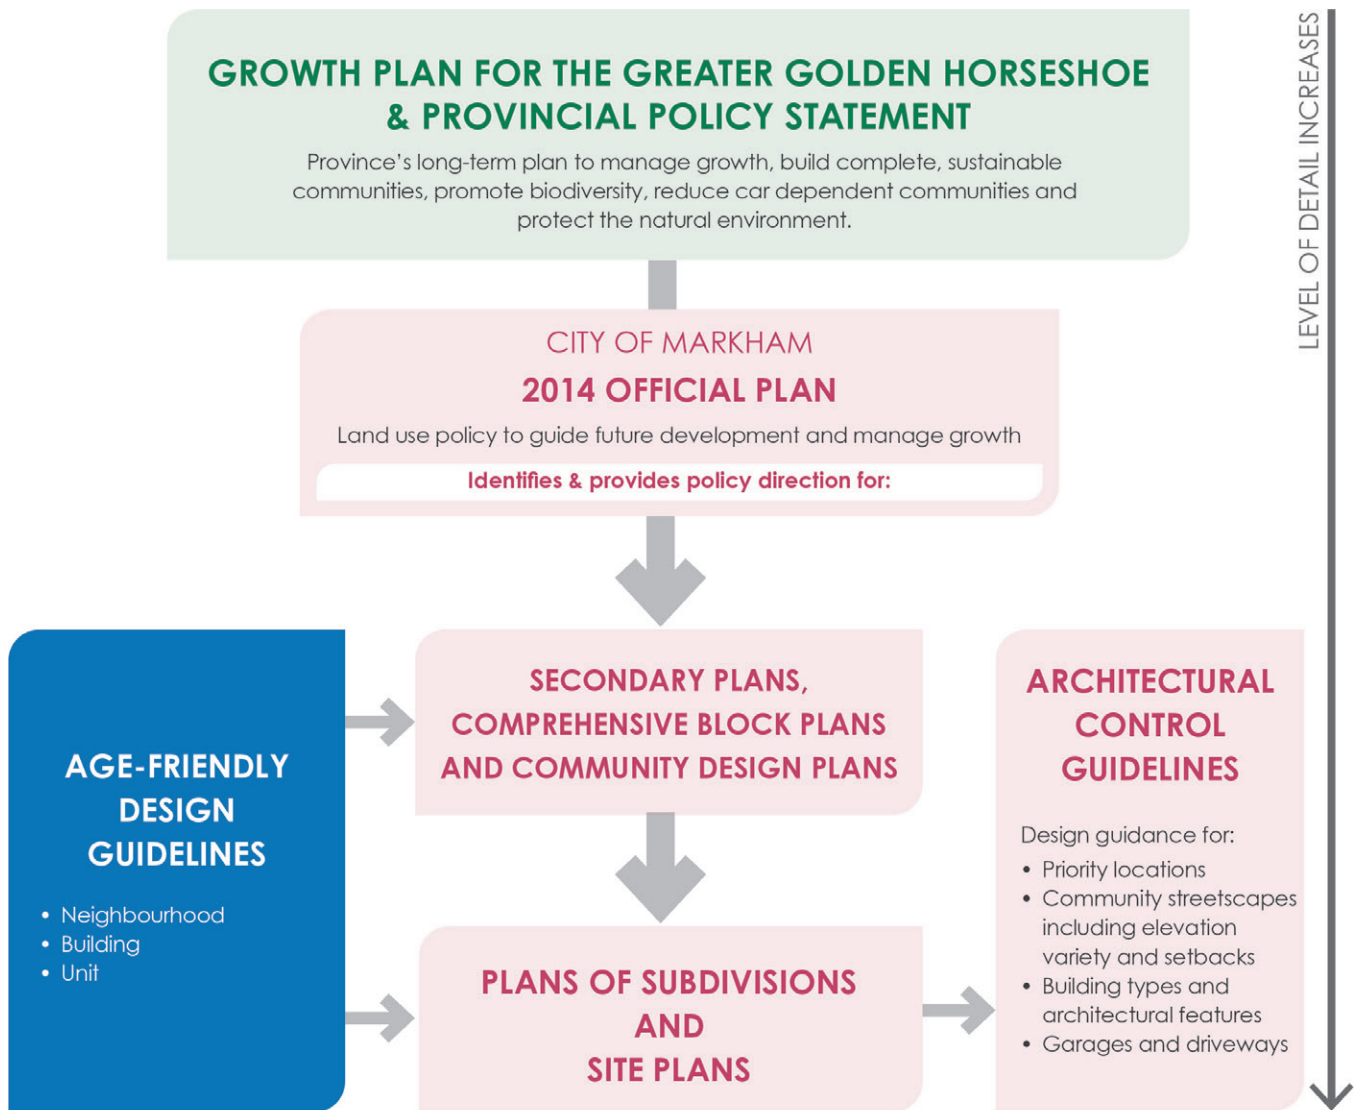 GROWTH PLAN FOR THE GREATER GOLDEN HORSESHOE
& PROVINCIAL POLICY STATEMENT
Province's long-term plan to manage growth, build complete, sustainable
communities, promote biodiversity, reduce car dependent communities and
protect the natural environment.
LEVEL OF DETAIL INCREASES
CITY OF MARKHAM
2014 OFFICIAL PLAN
Land use policy to guide future development and manage growth
Identifies & provides policy direction for:
AGE-FRIENDLY
DESIGN
GUIDELINES
• Neighbourhood
• Building
• Unit
SECONDARY PLANS,
COMPREHENSIVE BLOCK PLANS
AND COMMUNITY DESIGN PLANS
PLANS OF SUBDIVISIONS
AND
SITE PLANS
ARCHITECTURAL
CONTROL
GUIDELINES
Design guidance for:
• Priority locations
• Community streetscapes
including elevation
variety and setbacks
• Building types and
architectural features
• Garages and driveways